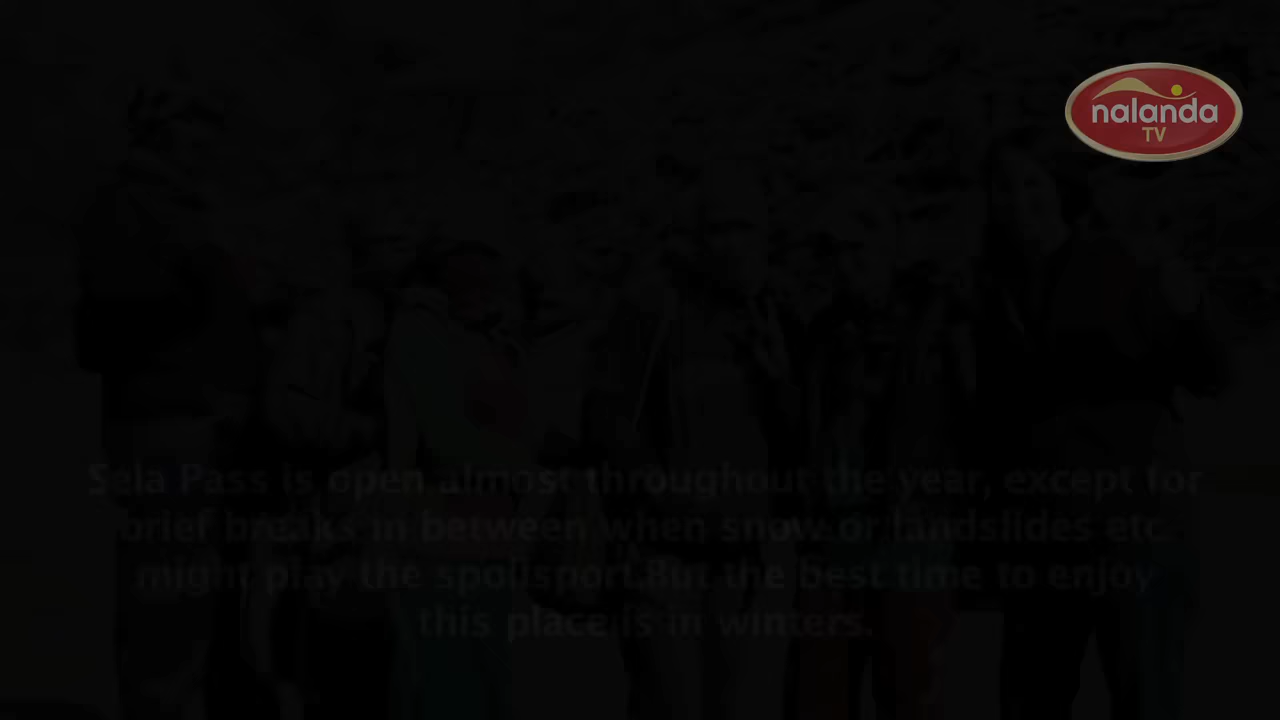 nalanda
TV
Sela Pass is open almost throughout the year, except for
brief breaks in between when snow or landslides etc.
might play the spoilsport.But the best time to enjoy
this place is in winters.